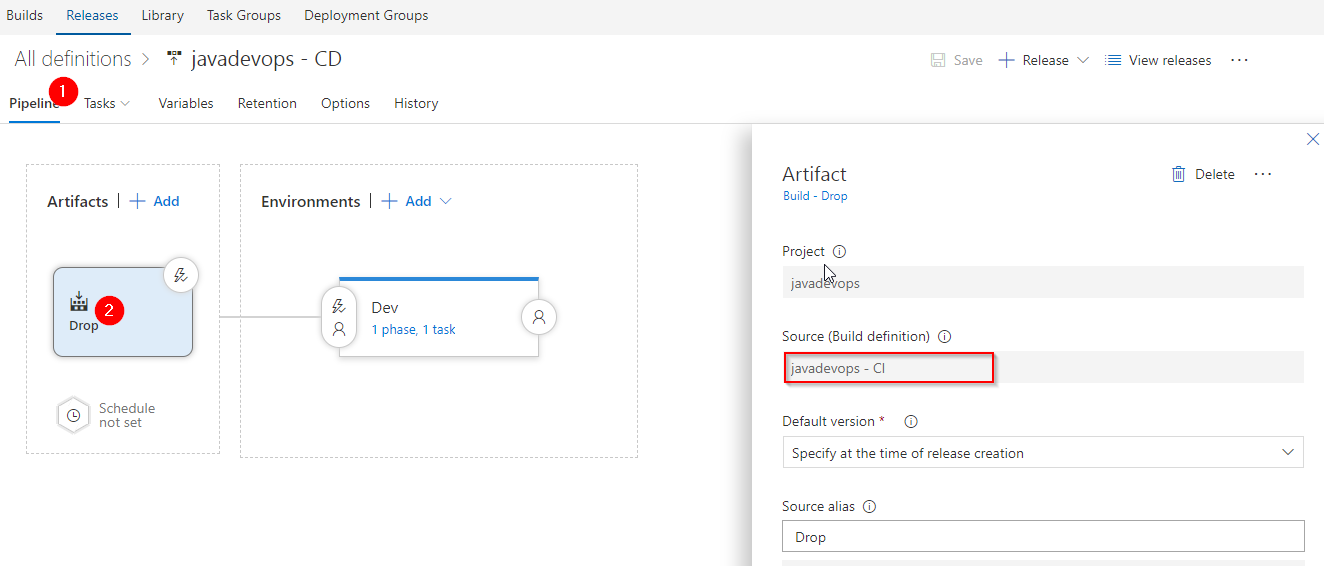 Builds Releases Library Task Groups Deployment Groups
All definitions > javadevops - CD
Save + Release View releases ...
1
Pipeline Tasks Variables Retention Options History
Artifact
Delete ...
Build - Drop
Artifacts | + Add
Environments | + Add
Project
javadevops
2
Drop
Dev
1 phase, 1 task
Source (Build definition)
javadevops - CI
Schedule
not set
Default version *
Specify at the time of release creation
Source alias
Drop